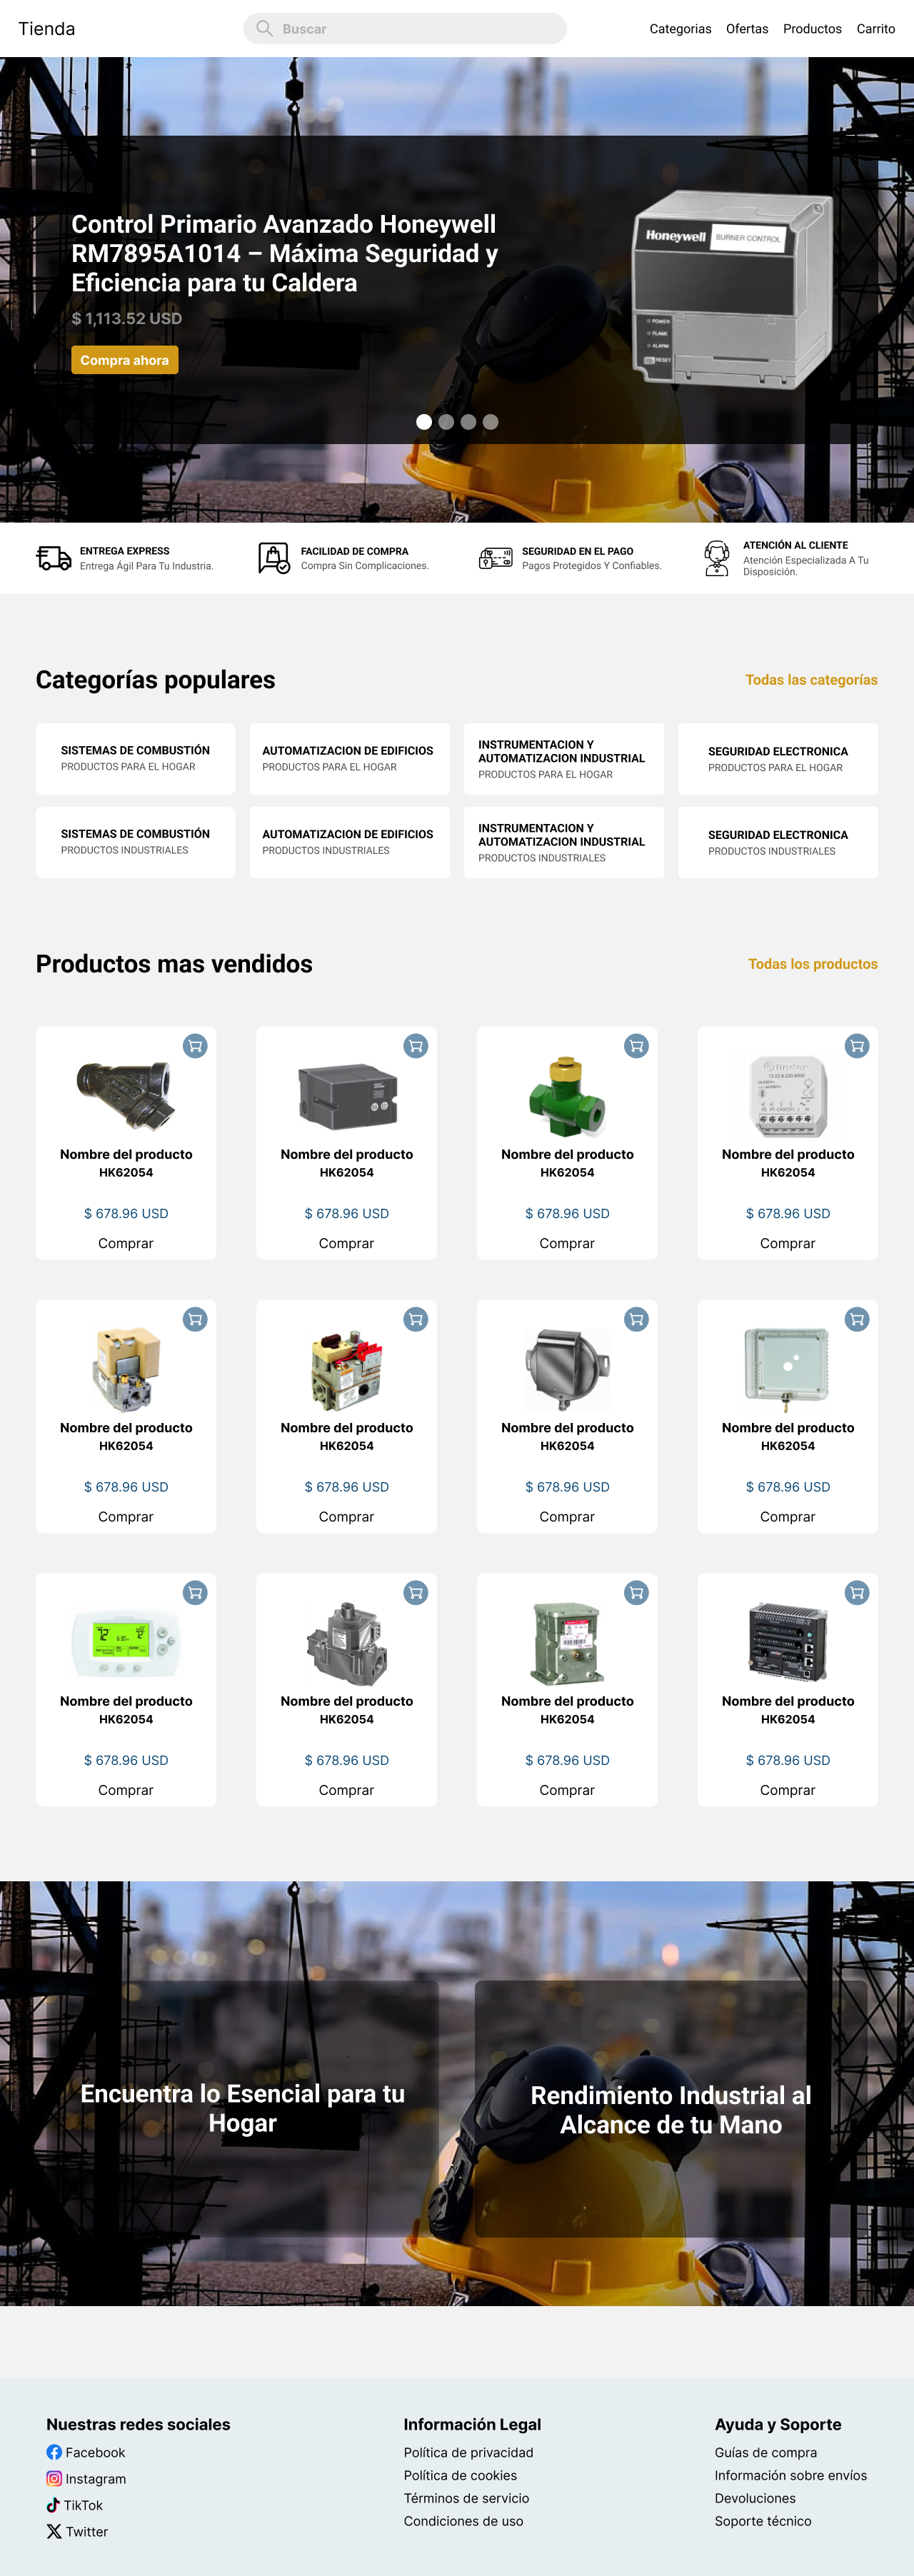 Tienda
Buscar
Categorias
Ofertas
Productos
Carrito
Control Primario Avanzado Honeywell
RM7895A1014 – Máxima Seguridad y
Eficiencia para tu Caldera
$ 1,113.52 USD
Compra ahora
Honeywell
BURNER CONTROL
POWER
FLAME
ALARM
RESET
ENTREGA EXPRESS
Entrega Ágil Para Tu Industria.
FACILIDAD DE COMPRA
Compra Sin Complicaciones.
SEGURIDAD EN EL PAGO
Pagos Protegidos Y Confiables.
ATENCIÓN AL CLIENTE
Atención Especializada A Tu
Disposición.
Categorías populares
Todas las categorías
SISTEMAS DE COMBUSTIÓN
PRODUCTOS PARA EL HOGAR
AUTOMATIZACION DE EDIFICIOS
PRODUCTOS PARA EL HOGAR
INSTRUMENTACION Y
AUTOMATIZACION INDUSTRIAL
PRODUCTOS PARA EL HOGAR
SEGURIDAD ELECTRONICA
PRODUCTOS PARA EL HOGAR
SISTEMAS DE COMBUSTIÓN
PRODUCTOS INDUSTRIALES
AUTOMATIZACION DE EDIFICIOS
PRODUCTOS INDUSTRIALES
INSTRUMENTACION Y
AUTOMATIZACION INDUSTRIAL
PRODUCTOS INDUSTRIALES
SEGURIDAD ELECTRONICA
PRODUCTOS INDUSTRIALES
Productos mas vendidos
Todas los productos
Nombre del producto
HK62054
$ 678.96 USD
Comprar
Nombre del producto
HK62054
$ 678.96 USD
Comprar
Nombre del producto
HK62054
$ 678.96 USD
Comprar
finder
Nombre del producto
HK62054
$ 678.96 USD
Comprar
Nombre del producto
HK62054
$ 678.96 USD
Comprar
Nombre del producto
HK62054
$ 678.96 USD
Comprar
Nombre del producto
HK62054
$ 678.96 USD
Comprar
Nombre del producto
HK62054
$ 678.96 USD
Comprar
72
Nombre del producto
HK62054
$ 678.96 USD
Comprar
Nombre del producto
HK62054
$ 678.96 USD
Comprar
Nombre del producto
HK62054
$ 678.96 USD
Comprar
Nombre del producto
HK62054
$ 678.96 USD
Comprar
Encuentra lo Esencial para tu
Hogar
Rendimiento Industrial al
Alcance de tu Mano
Nuestras redes sociales
Facebook
Instagram
TikTok
Twitter
Información Legal
Política de privacidad
Política de cookies
Términos de servicio
Condiciones de uso
Ayuda y Soporte
Guías de compra
Información sobre envíos
Devoluciones
Soporte técnico